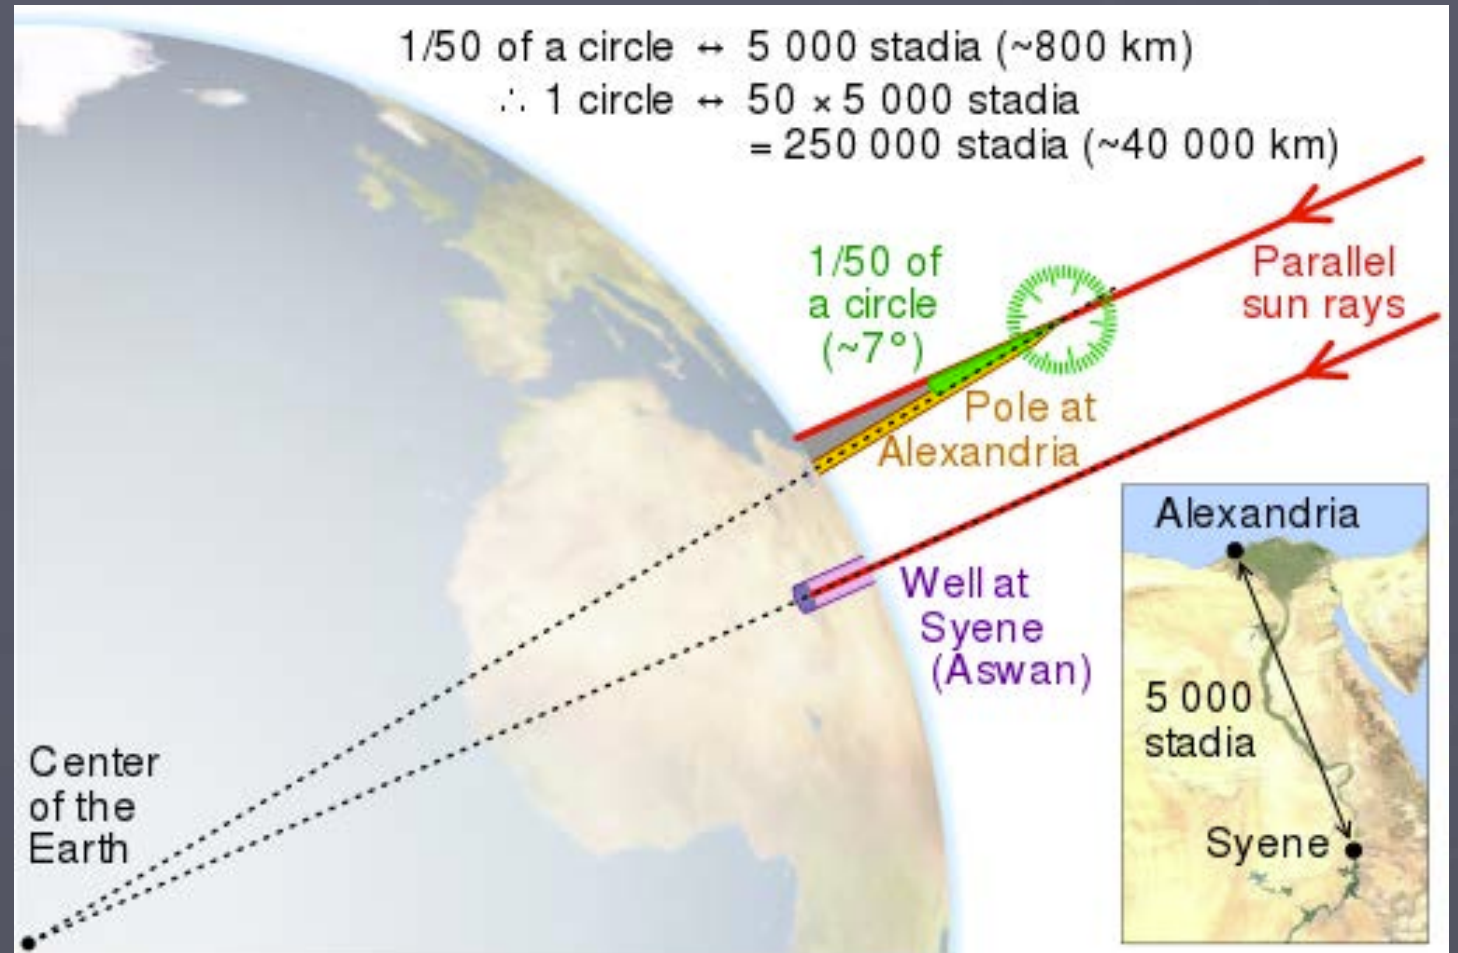 1/50 of a circle ↔ 5 000 stadia (~800 km)
∴ 1 circle ↔ 50 × 5 000 stadia
= 250 000 stadia (~40 000 km)
1/50 of
a circle
(~7°)
Parallel
sun rays
Pole at
Alexandria
Well at
Syene
(Aswan)
Center
of the
Earth
Alexandria
5 000
stadia
Syene